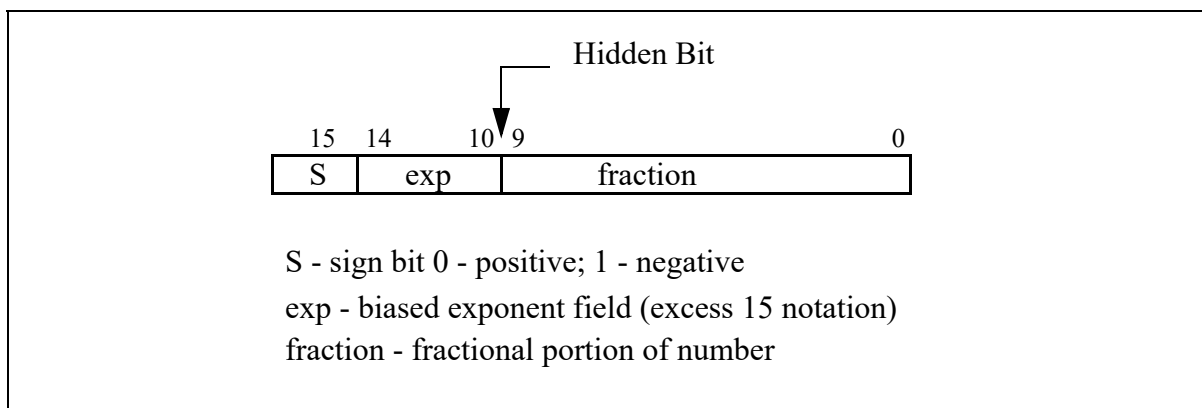 Hidden Bit
15 14 10 9 0
S exp fraction
S - sign bit 0 - positive; 1 - negative
exp - biased exponent field (excess 15 notation)
fraction - fractional portion of number